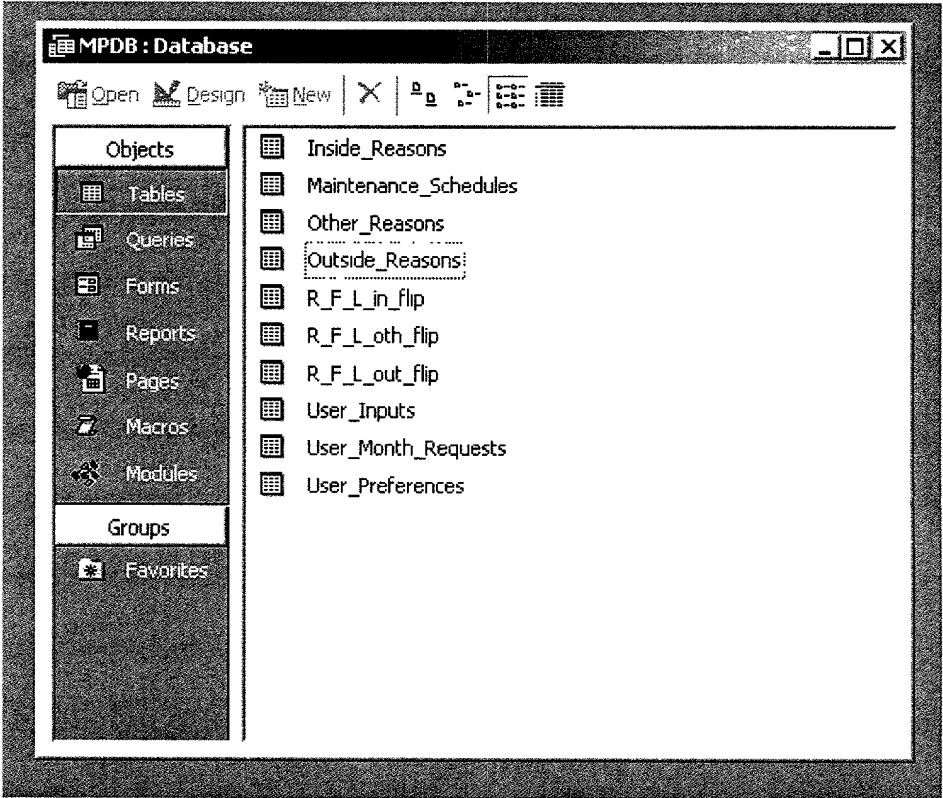 MPDB : Database
Open Design New
Objects
Tables
Queries
Forms
Reports
Pages
Macros
Modules
Groups
Favorites
Inside_Reasons
Maintenance_Schedules
Other_Reasons
Outside_Reasons
R_F_L_in_flip
R_F_L_oth_flip
R_F_L_out_flip
User_Inputs
User_Month_Requests
User_Preferences